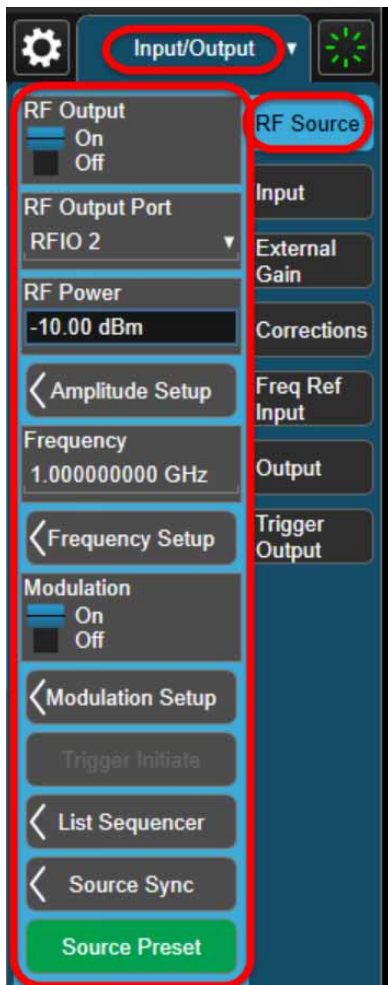 Input/Output
RF Output
On
Off
RF Output Port
RFIO 2
RF Power
-10.00 dBm
Amplitude Setup
Frequency
1.000000000 GHz
Frequency Setup
Modulation
On
Off
Modulation Setup
Trigger Initiate
List Sequencer
Source Sync
Source Preset
RF Source
Input
External
Gain
Corrections
Freq Ref
Input
Output
Trigger
Output